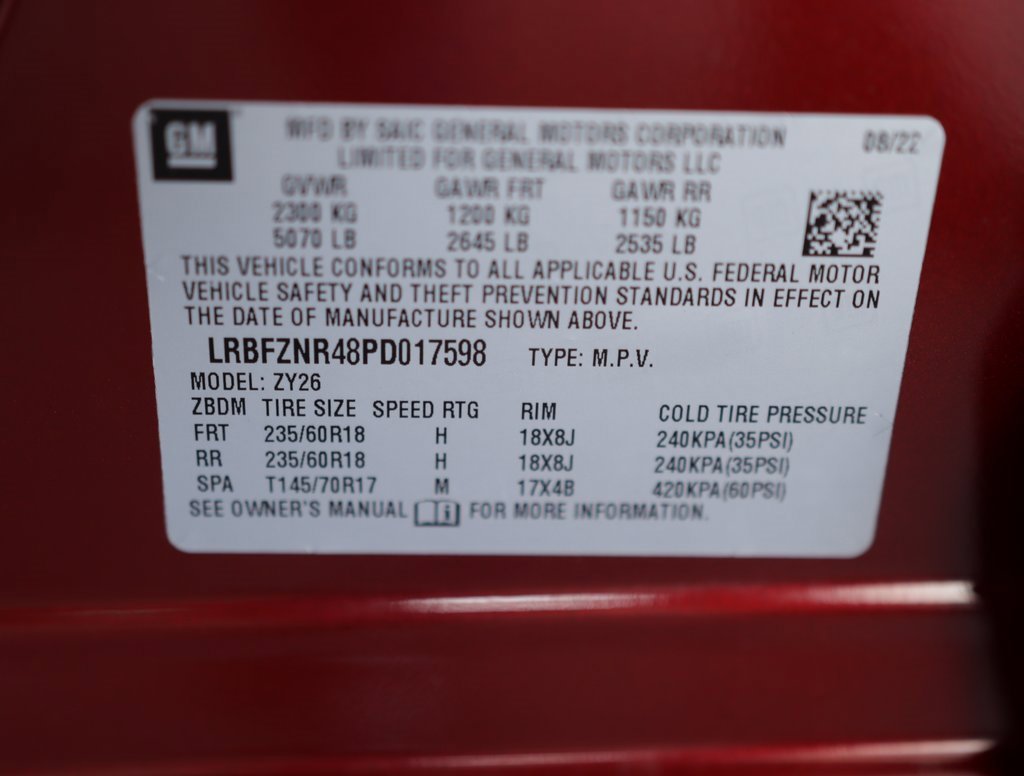 GM
MFD BY SAIC GENERAL MOTORS CORPORATION 08/22
LIMITED FOR GENERAL MOTORS LLC
GVWR GAWR FRT GAWR RR
2300 KG 1200 KG 1150 KG
5070 LB 2645 LB 2535 LB
THIS VEHICLE CONFORMS TO ALL APPLICABLE U.S. FEDERAL MOTOR
VEHICLE SAFETY AND THEFT PREVENTION STANDARDS IN EFFECT ON
THE DATE OF MANUFACTURE SHOWN ABOVE.
LRBFZNR48PD017598 TYPE: M.P.V.
MODEL: ZY26
ZBDM TIRE SIZE SPEED RTG RIM COLD TIRE PRESSURE
FRT 235/60R18 H 18X8J 240KPA(35PSI)
RR 235/60R18 H 18X8J 240KPA(35PSI)
SPA T145/70R17 M 17X4B 420KPA(60PSI)
SEE OWNER'S MANUAL i FOR MORE INFORMATION.